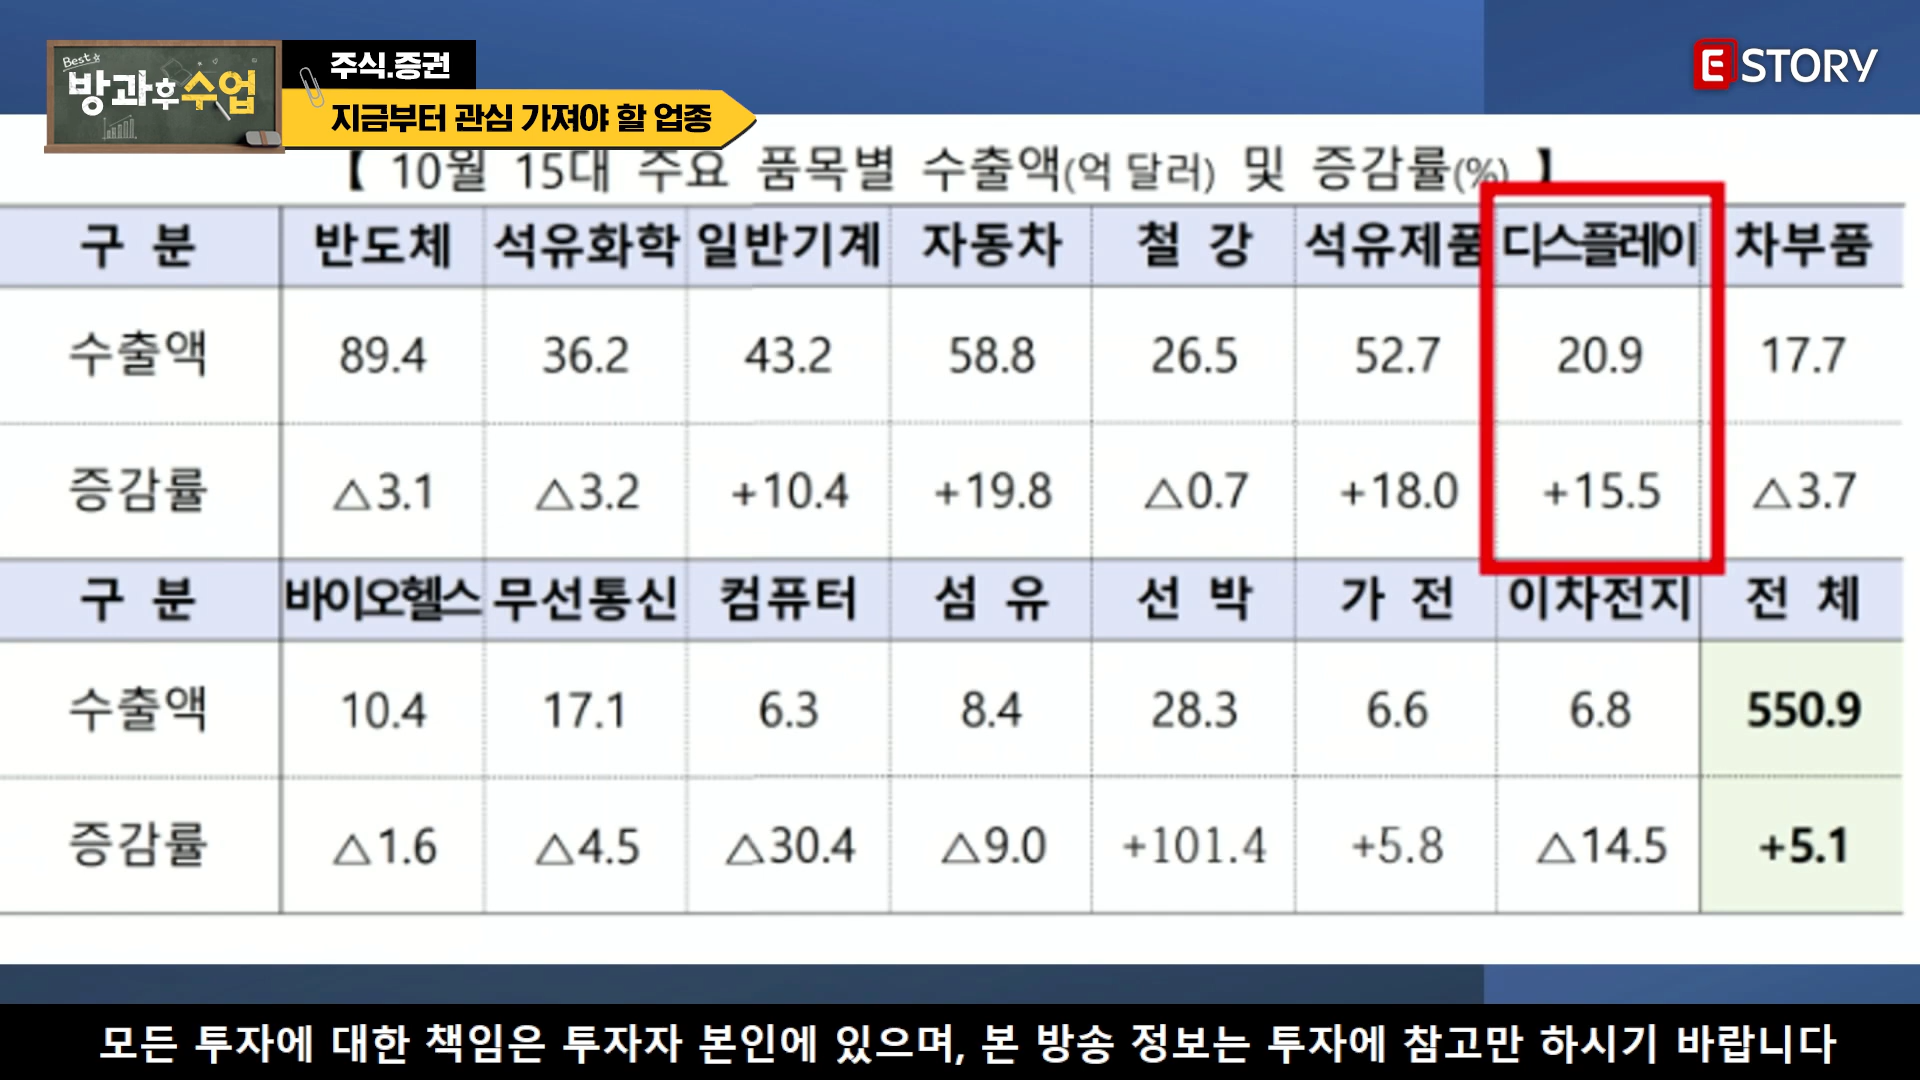 Best
방과후수업
주식.증권
지금부터 관심 가져야 할 업종
E STORY
【 10월 15대 주요 품목별 수출액(억 달러) 및 증감률(%) 】
구 분 반도체 석유화학 일반기계 자동차 철 강 석유제품 디스플레이 차부품
수출액 89.4 36.2 43.2 58.8 26.5 52.7 20.9 17.7
증감률 △3.1 △3.2 +10.4 +19.8 △0.7 +18.0 +15.5 △3.7
구 분 바이오헬스 무선통신 컴퓨터 섬 유 선 박 가 전 이차전지 전 체
수출액 10.4 17.1 6.3 8.4 28.3 6.6 6.8 550.9
증감률 △1.6 △4.5 △30.4 △9.0 +101.4 +5.8 △14.5 +5.1
모든 투자에 대한 책임은 투자자 본인에 있으며, 본 방송 정보는 투자에 참고만 하시기 바랍니다